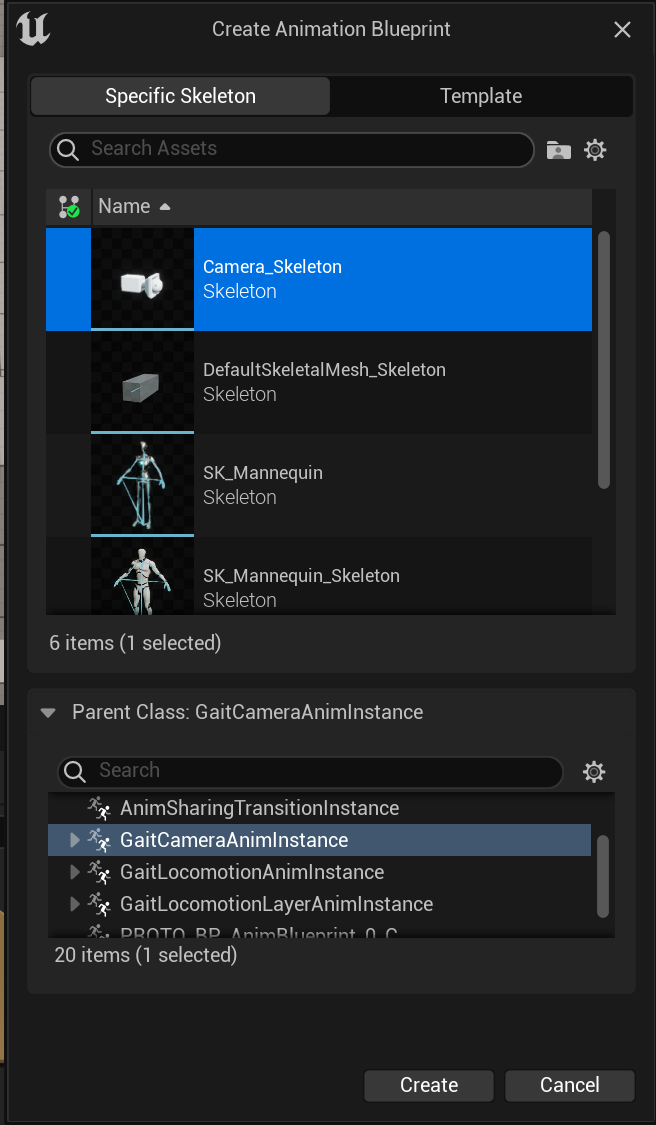 Create Animation Blueprint
Specific Skeleton
Template
Search Assets
Name
Camera_Skeleton
Skeleton
DefaultSkeletalMesh_Skeleton
Skeleton
SK_Mannequin
Skeleton
SK_Mannequin_Skeleton
Skeleton
6 items (1 selected)
Parent Class: GaitCameraAnimInstance
Search
AnimSharingTransitionInstance
GaitCameraAnimInstance
GaitLocomotionAnimInstance
GaitLocomotionLayerAnimInstance
PROTO_BP_AnimBlueprint_0_C
20 items (1 selected)
Create
Cancel